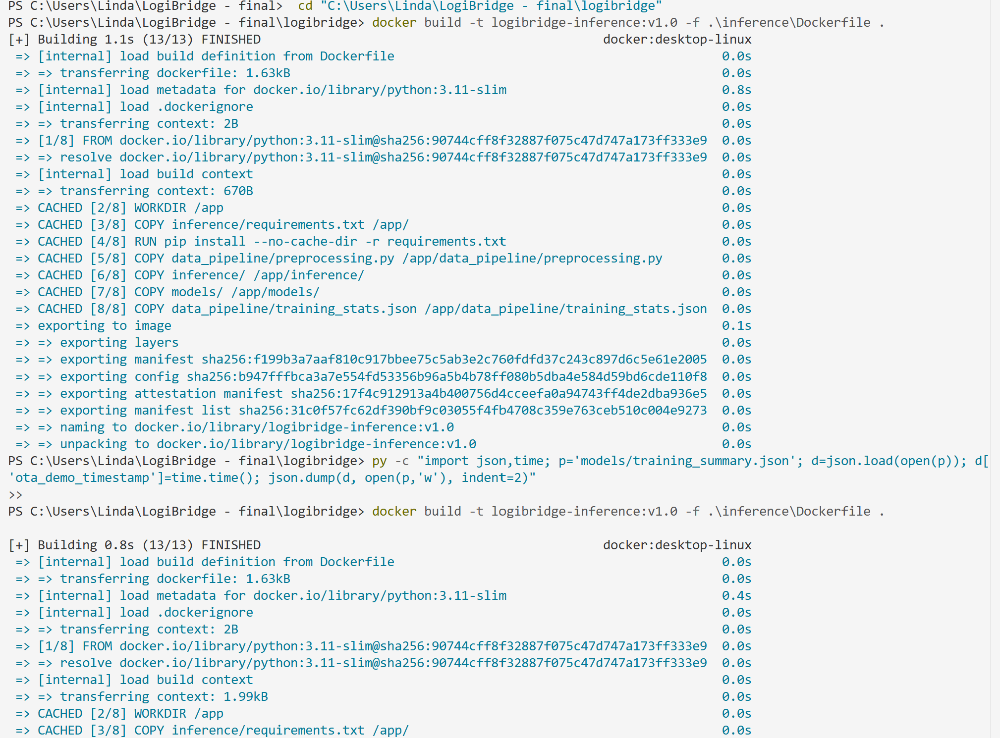 PS C:\Users\Linda\LogiBridge - final>  cd "C:\Users\Linda\LogiBridge - final\logibridge"
PS C:\Users\Linda\LogiBridge - final\logibridge> docker build -t logibridge-inference:v1.0 -f .\inference\Dockerfile .
[+] Building 1.1s (13/13) FINISHED docker:desktop-linux
=> [internal] load build definition from Dockerfile 0.0s
=> => transferring dockerfile: 1.63kB 0.0s
=> [internal] load metadata for docker.io/library/python:3.11-slim 0.8s
=> [internal] load .dockerignore 0.0s
=> => transferring context: 2B 0.0s
=> [1/8] FROM docker.io/library/python:3.11-slim@sha256:90744cff8f32887f075c47d747a173ff333e9 0.0s
=> => resolve docker.io/library/python:3.11-slim@sha256:90744cff8f32887f075c47d747a173ff333e9 0.0s
=> [internal] load build context 0.0s
=> => transferring context: 670B 0.0s
=> CACHED [2/8] WORKDIR /app 0.0s
=> CACHED [3/8] COPY inference/requirements.txt /app/ 0.0s
=> CACHED [4/8] RUN pip install --no-cache-dir -r requirements.txt 0.0s
=> CACHED [5/8] COPY data_pipeline/preprocessing.py /app/data_pipeline/preprocessing.py 0.0s
=> CACHED [6/8] COPY inference/ /app/inference/ 0.0s
=> CACHED [7/8] COPY models/ /app/models/ 0.0s
=> CACHED [8/8] COPY data_pipeline/training_stats.json /app/data_pipeline/training_stats.json 0.0s
=> exporting to image 0.1s
=> => exporting layers 0.0s
=> => exporting manifest sha256:f199b3a7aaf810c917bbee75c5ab3e2c760fdfd37c243c897d6c5e61e2005 0.0s
=> => exporting config sha256:b947fffbca3a7e554fd53356b96a5b4b78ff080b5dba4e584d59bd6cde110f8 0.0s
=> => exporting attestation manifest sha256:17f4c912913a4b400756d4cceefa0a94743ff4de2dba936e5 0.0s
=> => exporting manifest list sha256:31c0f57fc62df390bf9c03055f4fb4708c359e763ceb510c004e9273 0.0s
=> => naming to docker.io/library/logibridge-inference:v1.0 0.0s
=> => unpacking to docker.io/library/logibridge-inference:v1.0 0.0s
PS C:\Users\Linda\LogiBridge - final\logibridge> py -c "import json,time; p='models/training_summary.json'; d=json.load(open(p)); d[
'ota_demo_timestamp']=time.time(); json.dump(d, open(p,'w'), indent=2)"
>>
PS C:\Users\Linda\LogiBridge - final\logibridge> docker build -t logibridge-inference:v1.0 -f .\inference\Dockerfile .
[+] Building 0.8s (13/13) FINISHED docker:desktop-linux
=> [internal] load build definition from Dockerfile 0.0s
=> => transferring dockerfile: 1.63kB 0.0s
=> [internal] load metadata for docker.io/library/python:3.11-slim 0.4s
=> [internal] load .dockerignore 0.0s
=> => transferring context: 2B 0.0s
=> [1/8] FROM docker.io/library/python:3.11-slim@sha256:90744cff8f32887f075c47d747a173ff333e9 0.0s
=> => resolve docker.io/library/python:3.11-slim@sha256:90744cff8f32887f075c47d747a173ff333e9 0.0s
=> [internal] load build context 0.0s
=> => transferring context: 1.99kB 0.0s
=> CACHED [2/8] WORKDIR /app 0.0s
=> CACHED [3/8] COPY inference/requirements.txt /app/ 0.0s